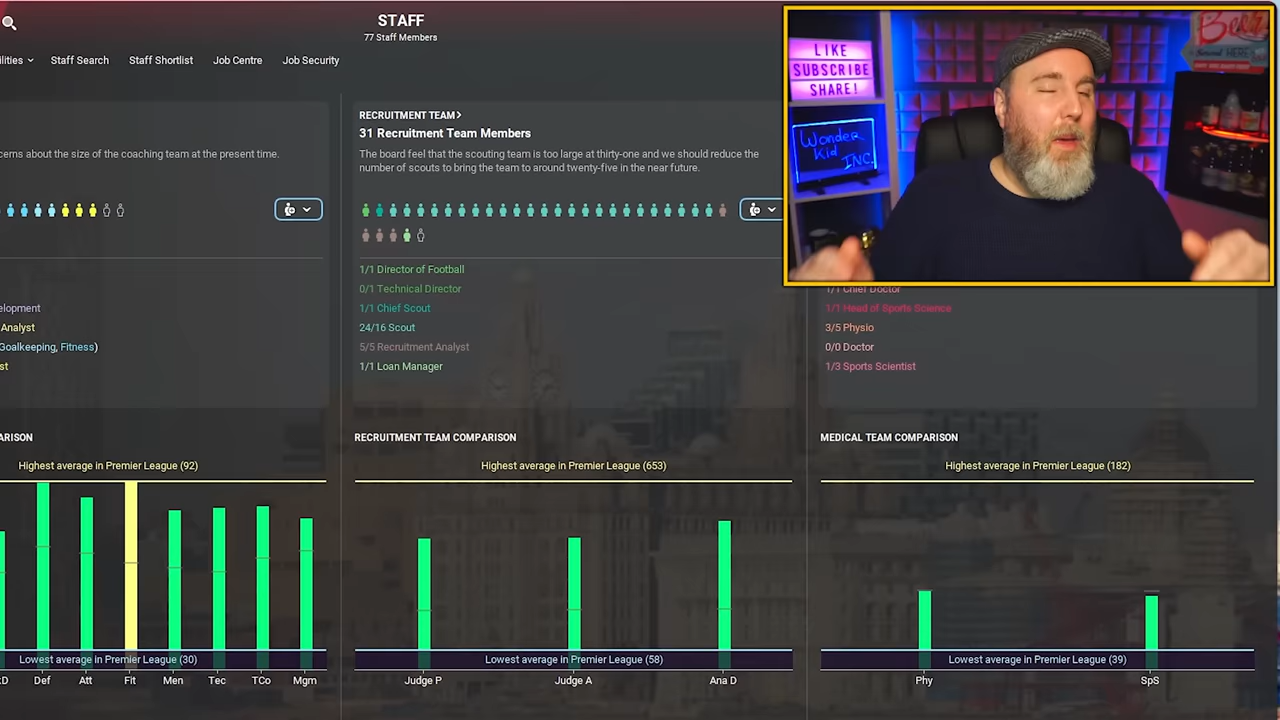 STAFF
77 Staff Members
ilities
Staff Search
Staff Shortlist
Job Centre
Job Security
LIKE
SUBSCRIBE
SHARE!
Wonder
Kid
INC.
Beer
HERE
cerns about the size of the coaching team at the present time.
elopment
Analyst
Goalkeeping, Fitness)
st
RECRUITMENT TEAM
31 Recruitment Team Members
The board feel that the scouting team is too large at thirty-one and we should reduce the
number of scouts to bring the team to around twenty-five in the near future.
1/1 Director of Football
0/1 Technical Director
1/1 Chief Scout
24/16 Scout
5/5 Recruitment Analyst
1/1 Loan Manager
1/1 Chief Doctor
1/1 Head of Sports Science
3/5 Physio
0/0 Doctor
1/3 Sports Scientist
ARISON
Highest average in Premier League (92)
Lowest average in Premier League (30)
D Def Att Fit Men Tec TCo Mgm
RECRUITMENT TEAM COMPARISON
Highest average in Premier League (653)
Lowest average in Premier League (58)
Judge P Judge A Ana D
MEDICAL TEAM COMPARISON
Highest average in Premier League (182)
Lowest average in Premier League (39)
Phy SpS